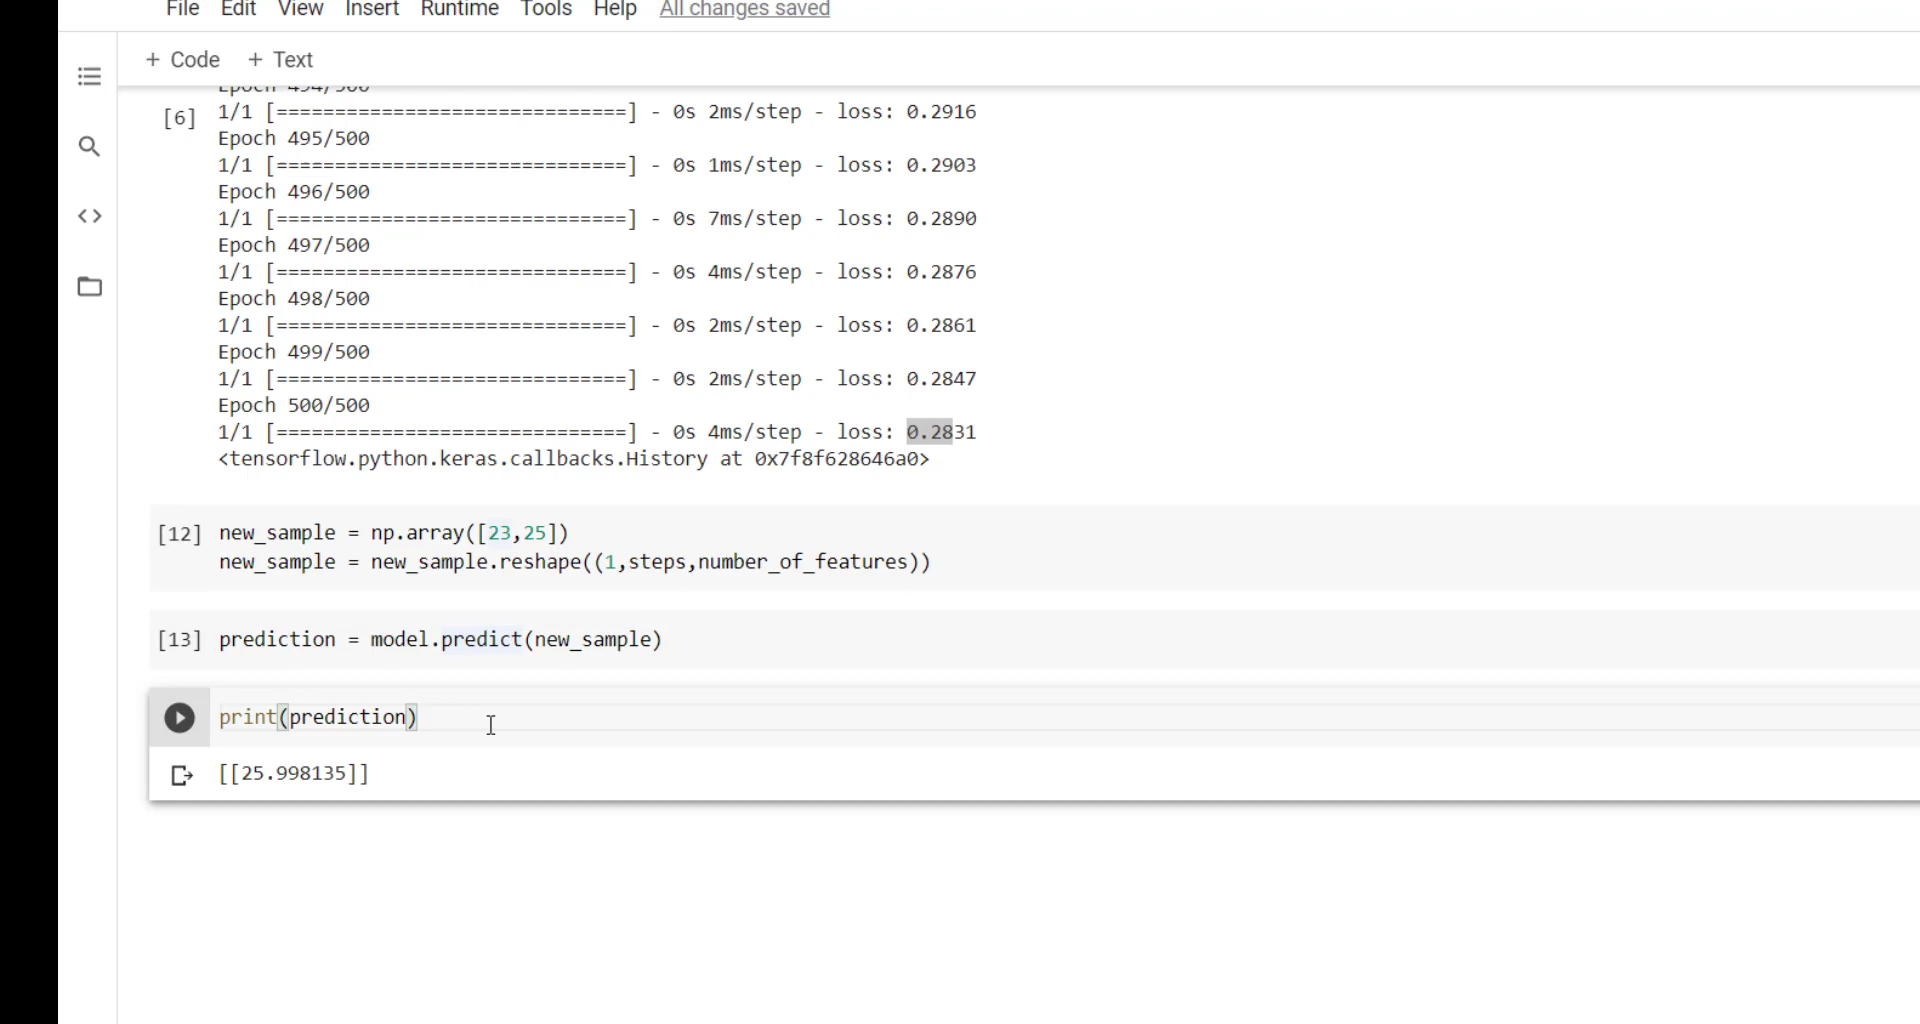 File Edit View Insert Runtime Tools Help All changes saved
+ Code + Text
Epoch 494/500
[6] 1/1 [==============================] - 0s 2ms/step - loss: 0.2916
Epoch 495/500
1/1 [==============================] - 0s 1ms/step - loss: 0.2903
Epoch 496/500
1/1 [==============================] - 0s 7ms/step - loss: 0.2890
Epoch 497/500
1/1 [==============================] - 0s 4ms/step - loss: 0.2876
Epoch 498/500
1/1 [==============================] - 0s 2ms/step - loss: 0.2861
Epoch 499/500
1/1 [==============================] - 0s 2ms/step - loss: 0.2847
Epoch 500/500
1/1 [==============================] - 0s 4ms/step - loss: 0.2831
<tensorflow.python.keras.callbacks.History at 0x7f8f628646a0>
[12] new_sample = np.array([23,25])
new_sample = new_sample.reshape((1,steps,number_of_features))
[13] prediction = model.predict(new_sample)
print(prediction)
[[25.998135]]